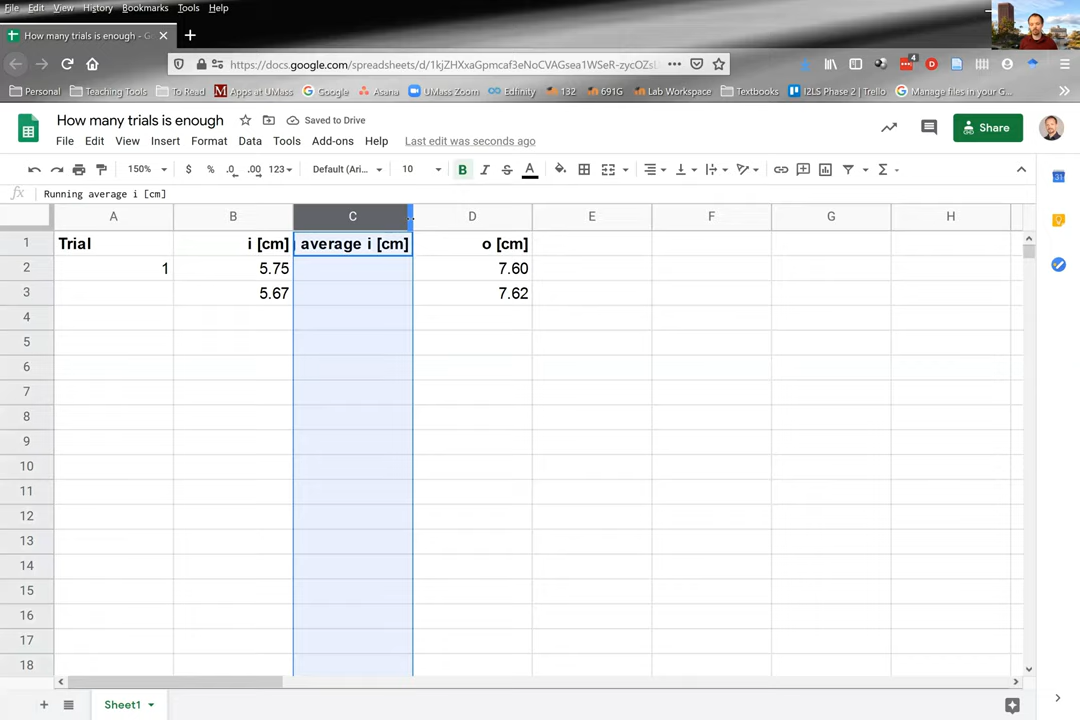 File Edit View History Bookmarks Tools Help
How many trials is enough - G
https://docs.google.com/spreadsheets/d/1kjZHXxaGpmcaf3eNoCVAGsea1WSeR-zycOZsL
4
Personal Teaching Tools To Read Apps at UMass Google Asana UMass Zoom Edfinity 132 691G Lab Workspace Textbooks I2LS Phase 2 | Trello Manage files in your G...
How many trials is enough Saved to Drive
File Edit View Insert Format Data Tools Add-ons Help Last edit was seconds ago
Share
150% $ % .0 .00 123 Default (Ari... 10 B I S A
fx Running average i [cm]
A B C D E F G H
1 Trial i [cm] average i [cm] o [cm]
2 1 5.75 7.60
3 5.67 7.62
4
5
6
7
8
9
10
11
12
13
14
15
16
17
18
+ Sheet1